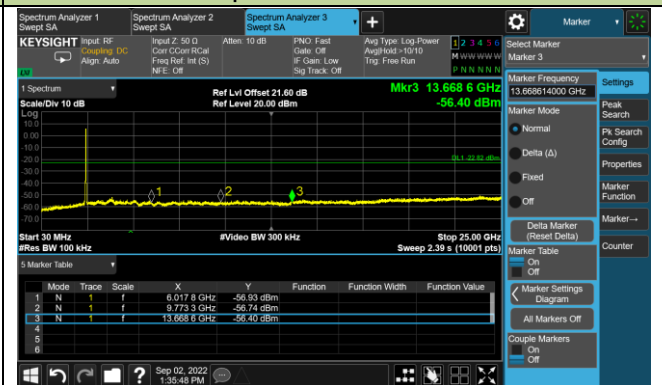 Spectrum Analyzer 1
Swept SA
Spectrum Analyzer 2
Swept SA
Spectrum Analyzer 3
Swept SA
Marker
KEYSIGHT
Input: RF
Coupling: DC
Align: Auto
Input Z: 50 Ω
Corr CCorr RCal
Freq Ref: Int (S)
NFE: Off
Atten: 10 dB
PNO: Fast
Gate: Off
IF Gain: Low
Sig Track: Off
Avg Type: Log-Power
Avg|Hold:>10/10
Trig: Free Run
1 2 3 4 5 6
M W W W W W
P N N N N N
Select Marker
Marker 3
LXI
1 Spectrum
Scale/Div 10 dB
Log
Ref Lvl Offset 21.60 dB
Ref Level 20.00 dBm
Mkr3 13.668 6 GHz
-56.40 dBm
10.0
0.00
-10.0
-20.0
-30.0
-40.0
-50.0
-60.0
-70.0
DL1 -22.82 dBm
1
2
3
Start 30 MHz
#Res BW 100 kHz
#Video BW 300 kHz
Stop 25.00 GHz
Sweep 2.39 s (10001 pts)
5 Marker Table
Mode Trace Scale X Y Function Function Width Function Value
1 N 1 f 6.017 8 GHz -56.93 dBm
2 N 1 f 9.773 3 GHz -56.74 dBm
3 N 1 f 13.668 6 GHz -56.40 dBm
4
5
6
Marker Frequency
13.668614000 GHz
Marker Mode
Normal
Delta (Δ)
Fixed
Off
Delta Marker
(Reset Delta)
Marker Table
On
Off
Marker Settings
Diagram
All Markers Off
Couple Markers
On
Off
Settings
Peak
Search
Pk Search
Config
Properties
Marker
Function
Marker→
Counter
?
Sep 02, 2022
1:35:48 PM